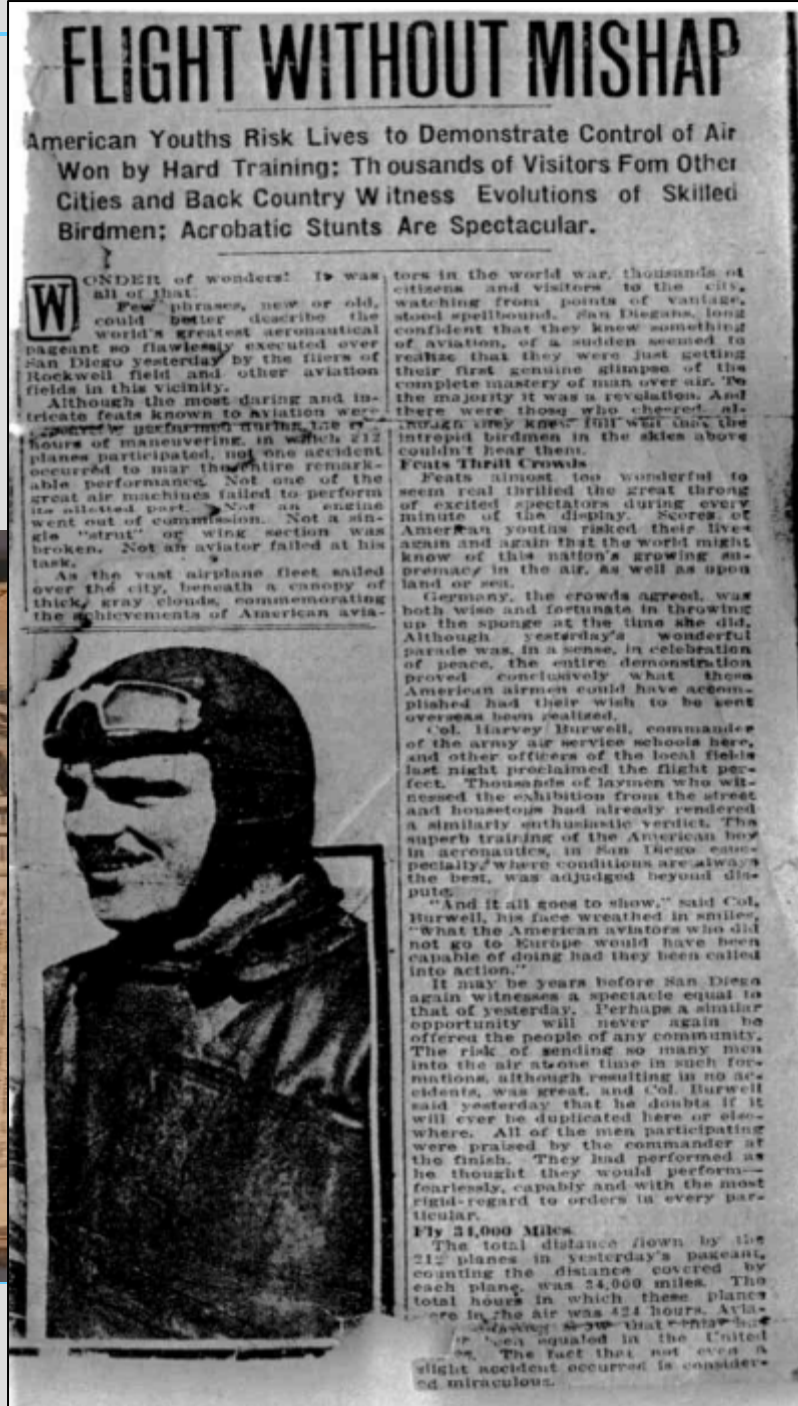 FLIGHT WITHOUT MISHAP
American Youths Risk Lives to Demonstrate Control of Air
Won by Hard Training; Thousands of Visitors Fom Other
Cities and Back Country Witness Evolutions of Skilled
Birdmen; Acrobatic Stunts Are Spectacular.
WONDER of wonders! It was
all of that.
Few phrases, new or old,
could better describe the
world's greatest aeronautical
pageant so flawlessly executed over
San Diego yesterday by the fliers of
Rockwell field and other aviation
fields in this vicinity.
Although the most daring and in-
tricate feats known to aviation were
performed during the
hours of maneuvering, in which 212
planes participated, not one accident
occurred to mar the entire remark-
able performance. Not one of the
great air machines failed to perform
its allotted part. Not an engine
went out of commission. Not a sin-
gle "strut" or wing section was
broken. Not an aviator failed at his
task.
As the vast airplane fleet sailed
over the city, beneath a canopy of
thick, gray clouds, commemorating
the achievements of American avia-
tors in the world war, thousands of
citizens and visitors to the city,
watching from points of vantage,
stood spellbound. San Diegans, long
confident that they knew something
of aviation, of a sudden seemed to
realize that they were just getting
their first genuine glimpse of the
complete mastery of man over air. To
the majority it was a revelation. And
there were those who cheered, al-
though they knew full well that the
intrepid birdmen in the skies above
couldn't hear them.
Feats Thrill Crowds
Feats almost too wonderful to
seem real thrilled the great throng
of excited spectators during every
minute of the display. Scores of
American youths risked their lives
again and again that the world might
know of this nation's growing su-
premacy in the air, as well as upon
land or sea.
Germany, the crowds agreed, was
both wise and fortunate in throwing
up the sponge at the time she did.
Although yesterday's wonderful
parade was, in a sense, in celebration
of peace, the entire demonstration
proved conclusively what these
American airmen could have accom-
plished had their wish to be sent
overseas been realized.
Col. Harvey Burwell, commander
of the army air service schools here,
and other officers of the local fields
last night proclaimed the flight per-
fect. Thousands of laymen who wit-
nessed the exhibition from the street
and housetops had already rendered
a similarly enthusiastic verdict. The
superb training of the American boy
in aeronautics, in San Diego espe-
pecially, where conditions are always
the best, was adjudged beyond dis-
pute.
"And it all goes to show," said Col.
Burwell, his face wreathed in smiles,
"What the American aviators who did
not go to Europe would have been
capable of doing had they been called
into action."
It may be years before San Diego
again witnesses a spectacle equal to
that of yesterday. Perhaps a similar
opportunity will never again be
offered the people of any community.
The risk of sending so many men
into the air at one time in such for-
mations, although resulting in no ac-
cidents, was great, and Col. Burwell
said yesterday that he doubts if it
will ever be duplicated here or else-
where. All of the men participating
were praised by the commander at
the finish. They had performed as
he thought they would perform—
fearlessly, capably and with the most
rigid regard to orders in every par-
ticular.
Fly 34,000 Miles
The total distance flown by the
212 planes in yesterday's pageant,
counting the distance covered by
each plane, was 34,000 miles. The
total hours in which these planes
were in the air was 424 hours. Avia-
show that
been equaled in the United
The fact that not even a
slight accident occurred is consider-
ed miraculous.